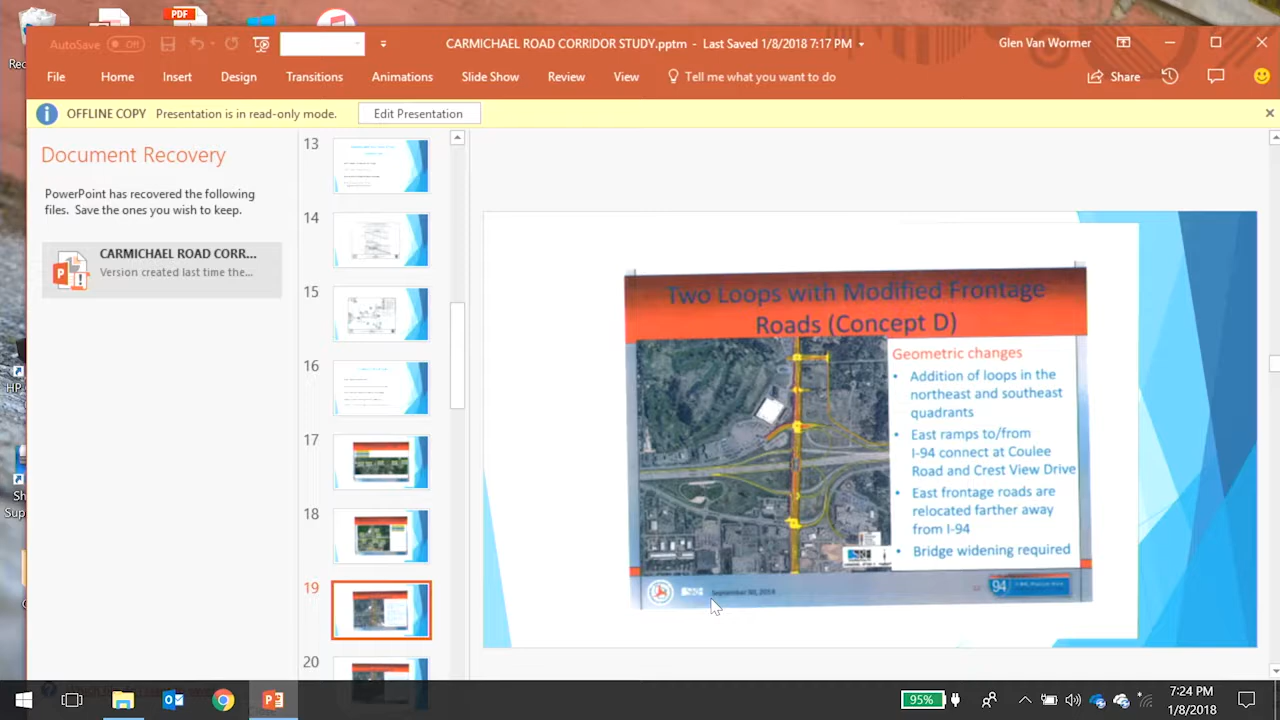 PDF
AutoSave Off
CARMICHAEL ROAD CORRIDOR STUDY.pptm - Last Saved 1/8/2018 7:17 PM
Glen Van Wormer
File Home Insert Design Transitions Animations Slide Show Review View Tell me what you want to do Share
OFFLINE COPY Presentation is in read-only mode. Edit Presentation
Document Recovery
PowerPoint has recovered the following
files. Save the ones you wish to keep.
CARMICHAEL ROAD CORR...
Version created last time the...
13
14
15
16
17
18
19
20
Two Loops with Modified Frontage
Roads (Concept D)
Geometric changes
• Addition of loops in the
northeast and southeast
quadrants
• East ramps to/from
I-94 connect at Coulee
Road and Crest View Drive
• East frontage roads are
relocated farther away
from I-94
• Bridge widening required
94
95%
7:24 PM
1/8/2018